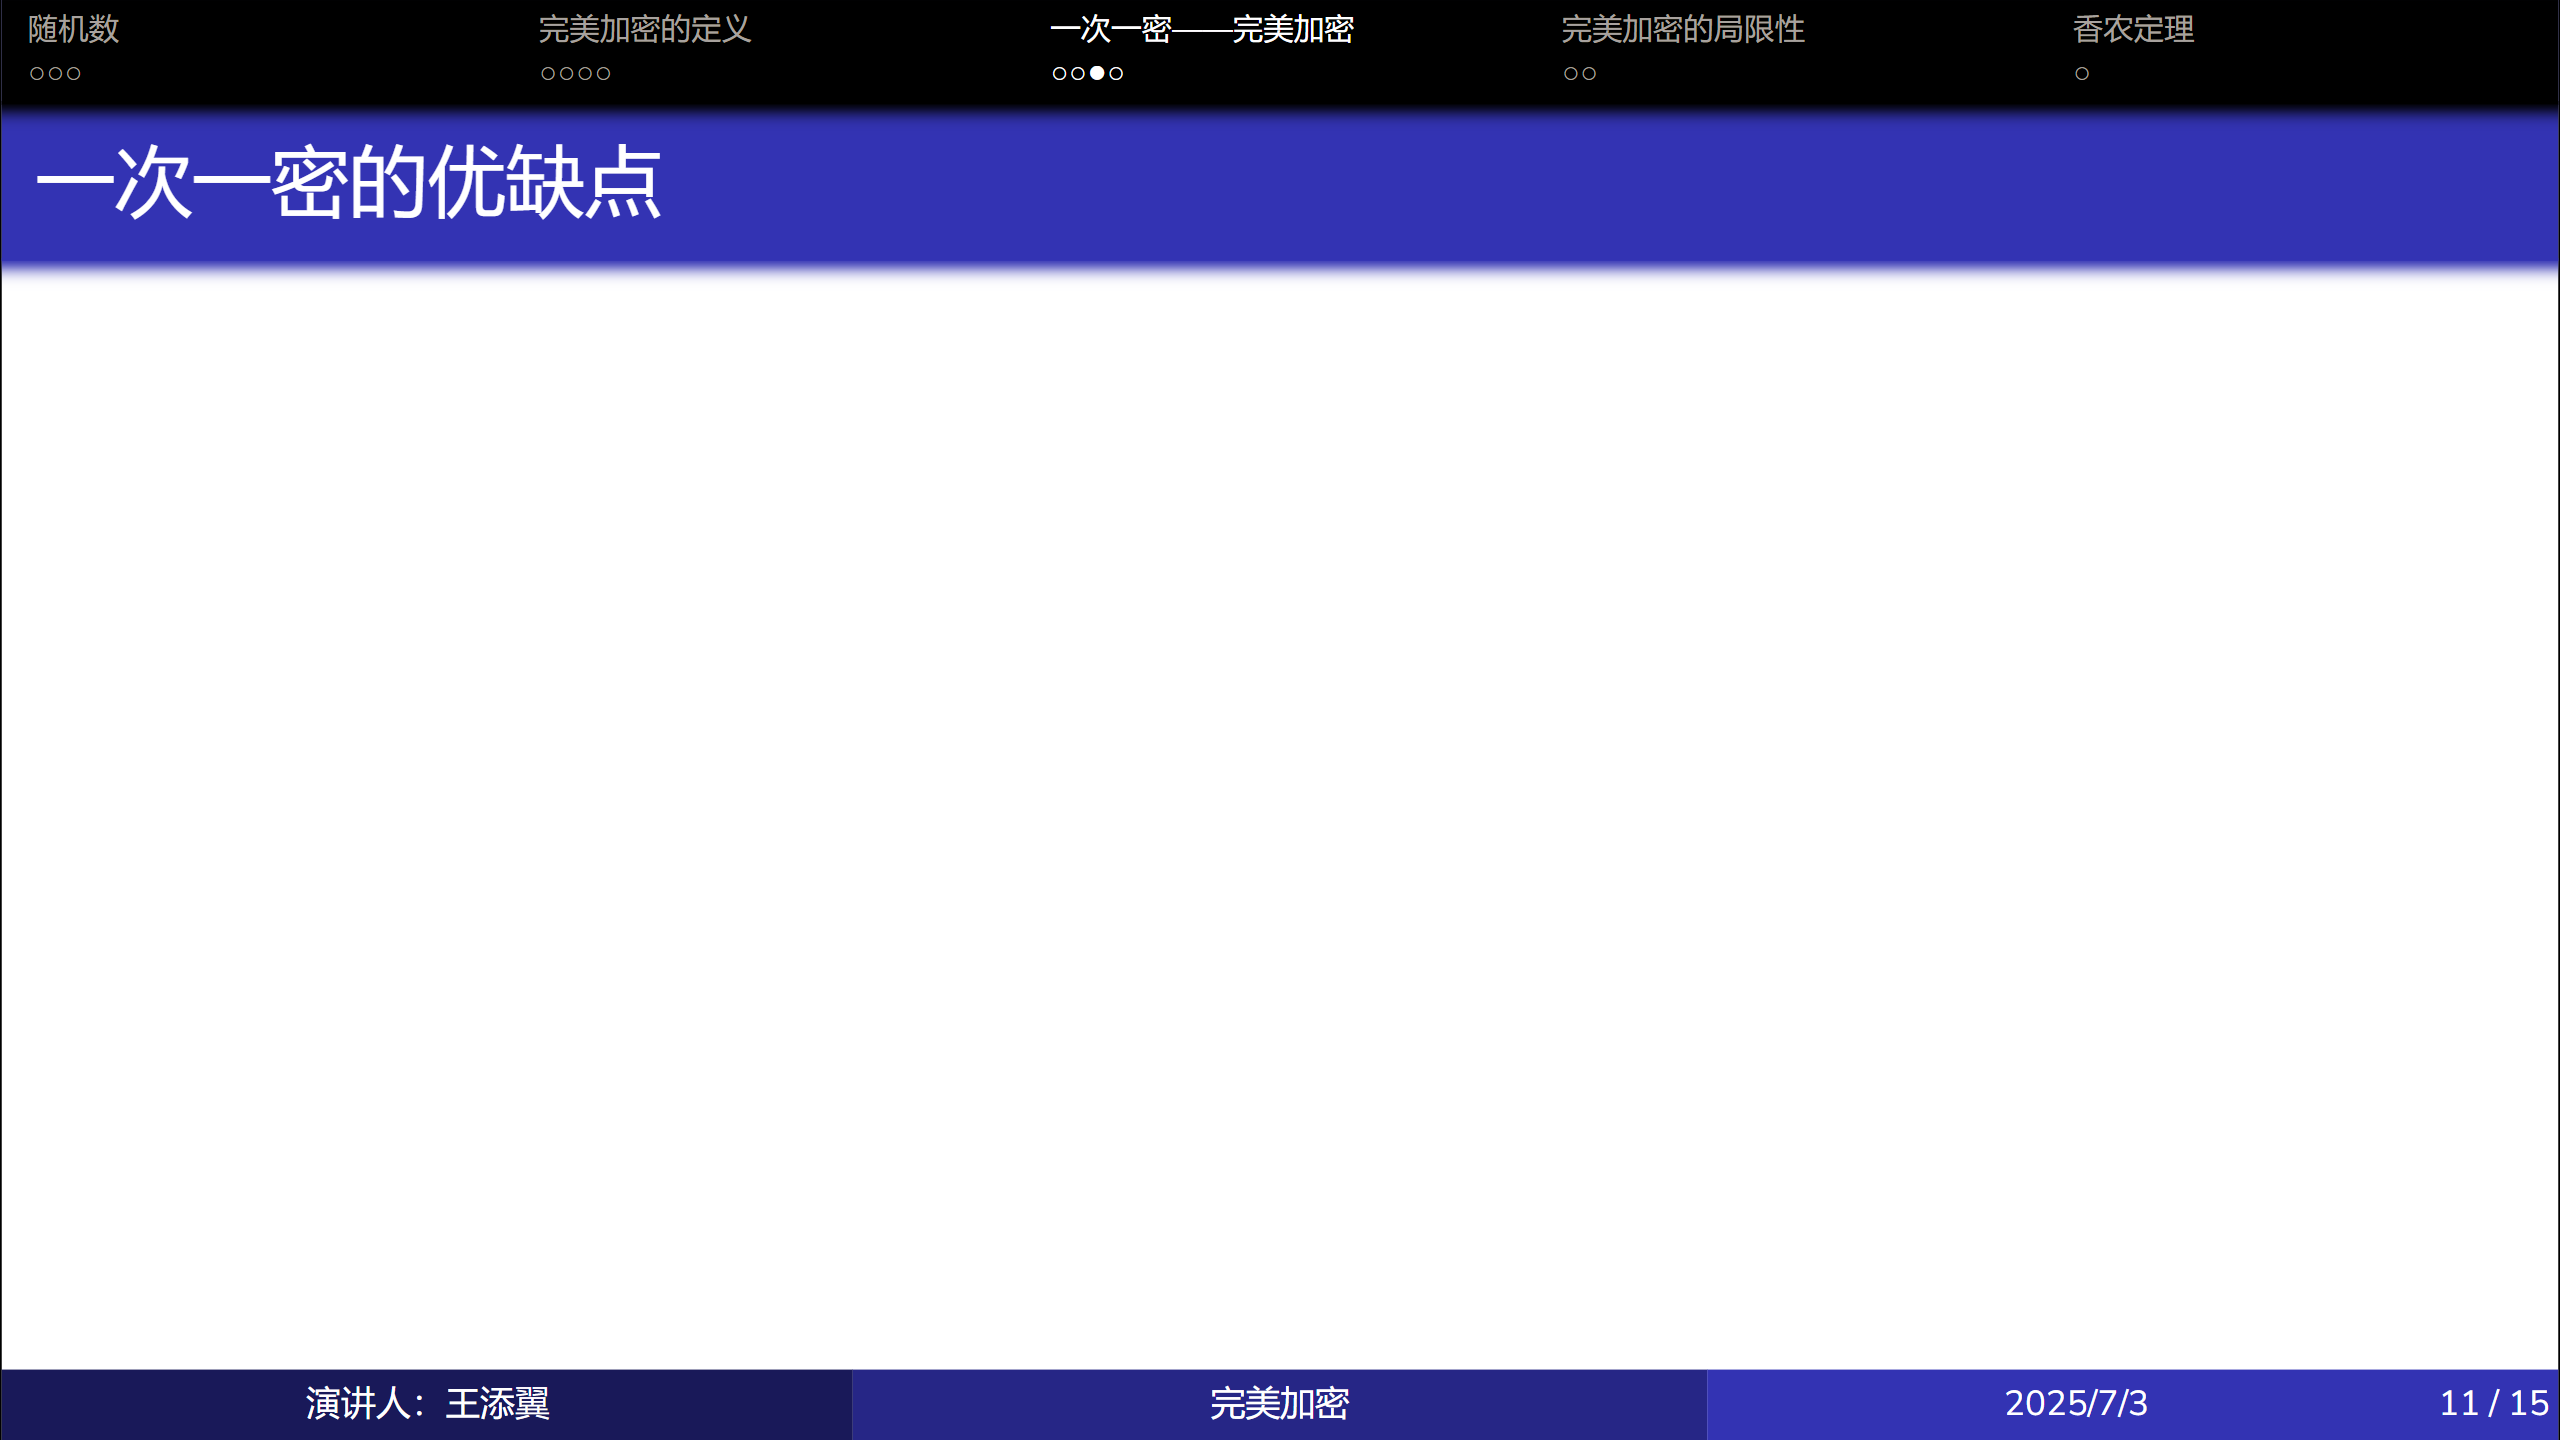 随机数
○○○
完美加密的定义
○○○○
一次一密——完美加密
○○●○
完美加密的局限性
○○
香农定理
○
一次一密的优缺点
演讲人：王添翼
完美加密
2025/7/3
11 / 15